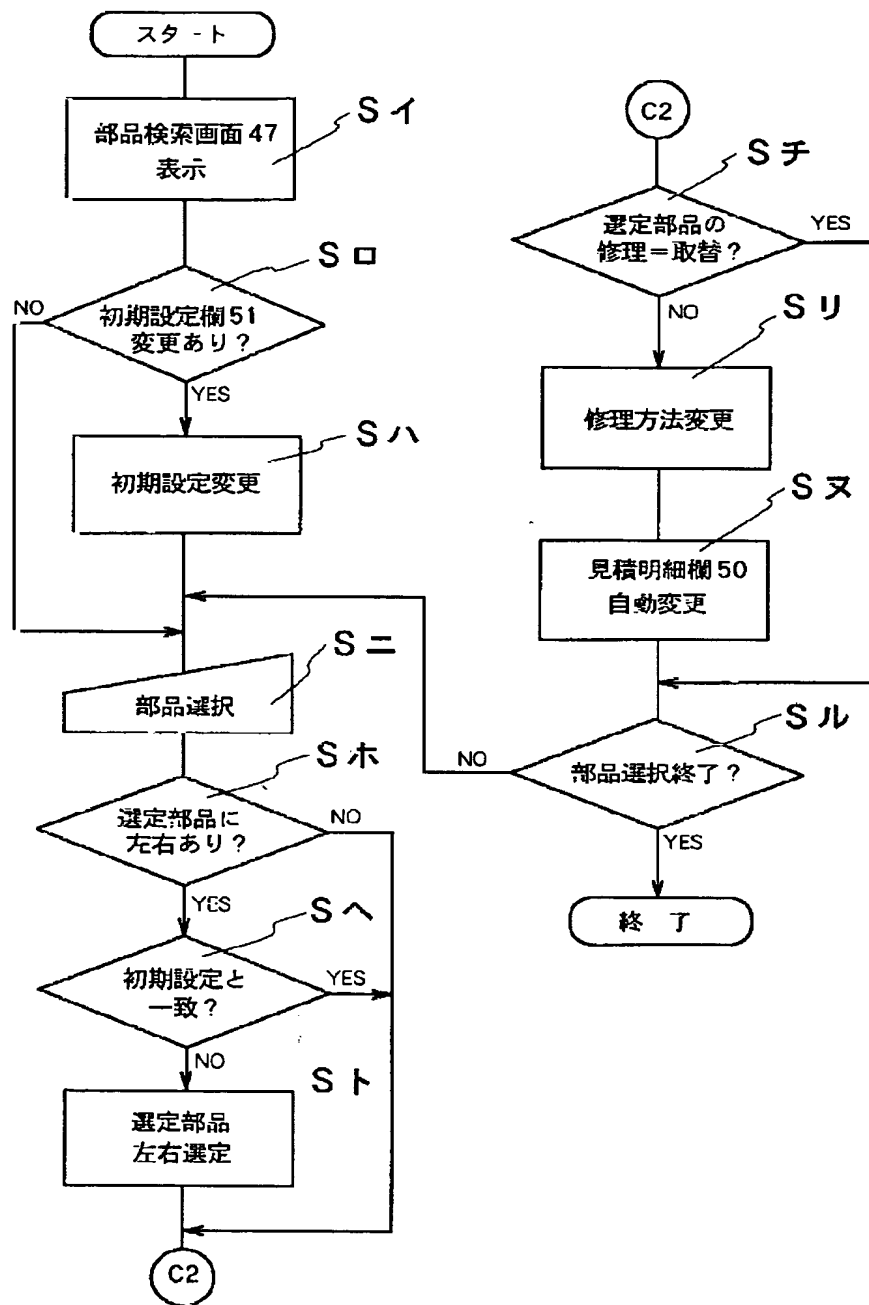 スタ-ト
部品検索画面47
表示
Sイ
初期設定欄51
変更あり?
Sロ
NO
YES
初期設定変更
Sハ
部品選択
Sニ
選定部品に
左右あり?
Sホ
NO
YES
初期設定と
一致?
Sヘ
YES
NO
選定部品
左右選定
Sト
C2
C2
選定部品の
修理=取替?
Sチ
YES
NO
修理方法変更
Sリ
見積明細欄50
自動変更
Sヌ
部品選択終了?
Sル
NO
YES
終 了